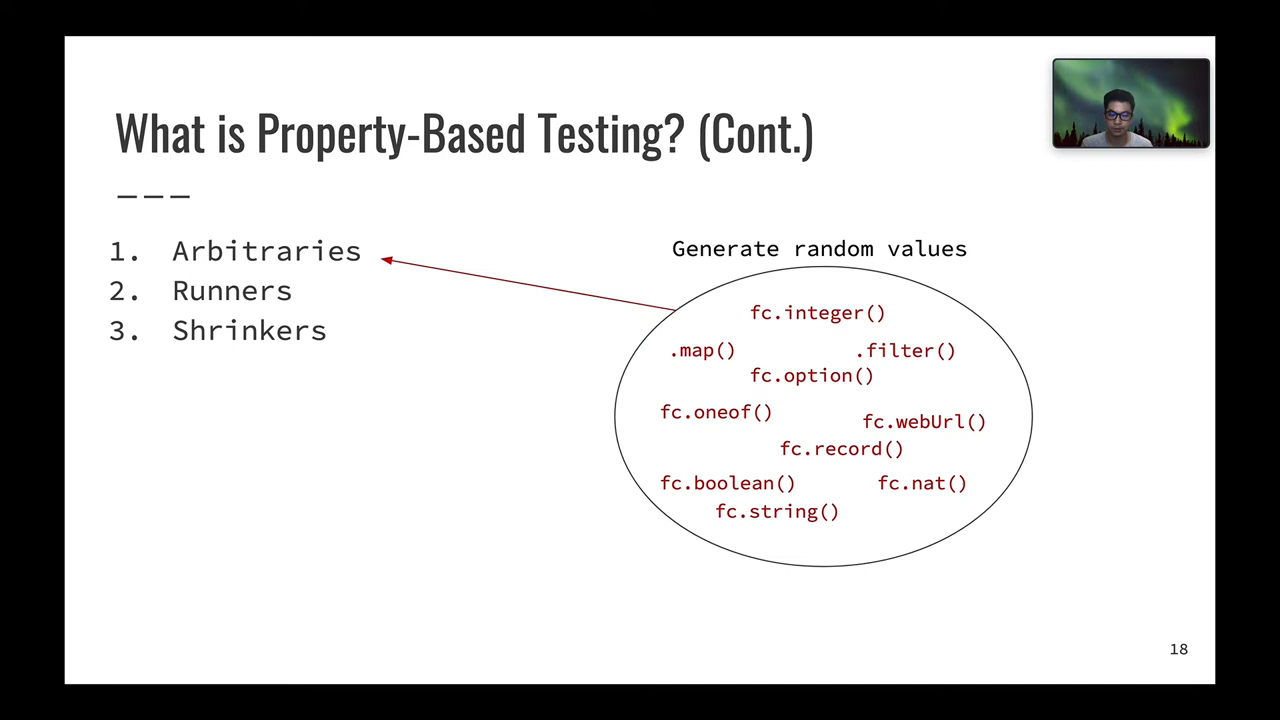 What is Property-Based Testing? (Cont.)
1. Arbitraries
2. Runners
3. Shrinkers
Generate random values
fc.integer()
.map() .filter()
fc.option()
fc.oneof()
fc.webUrl()
fc.record()
fc.boolean() fc.nat()
fc.string()
18